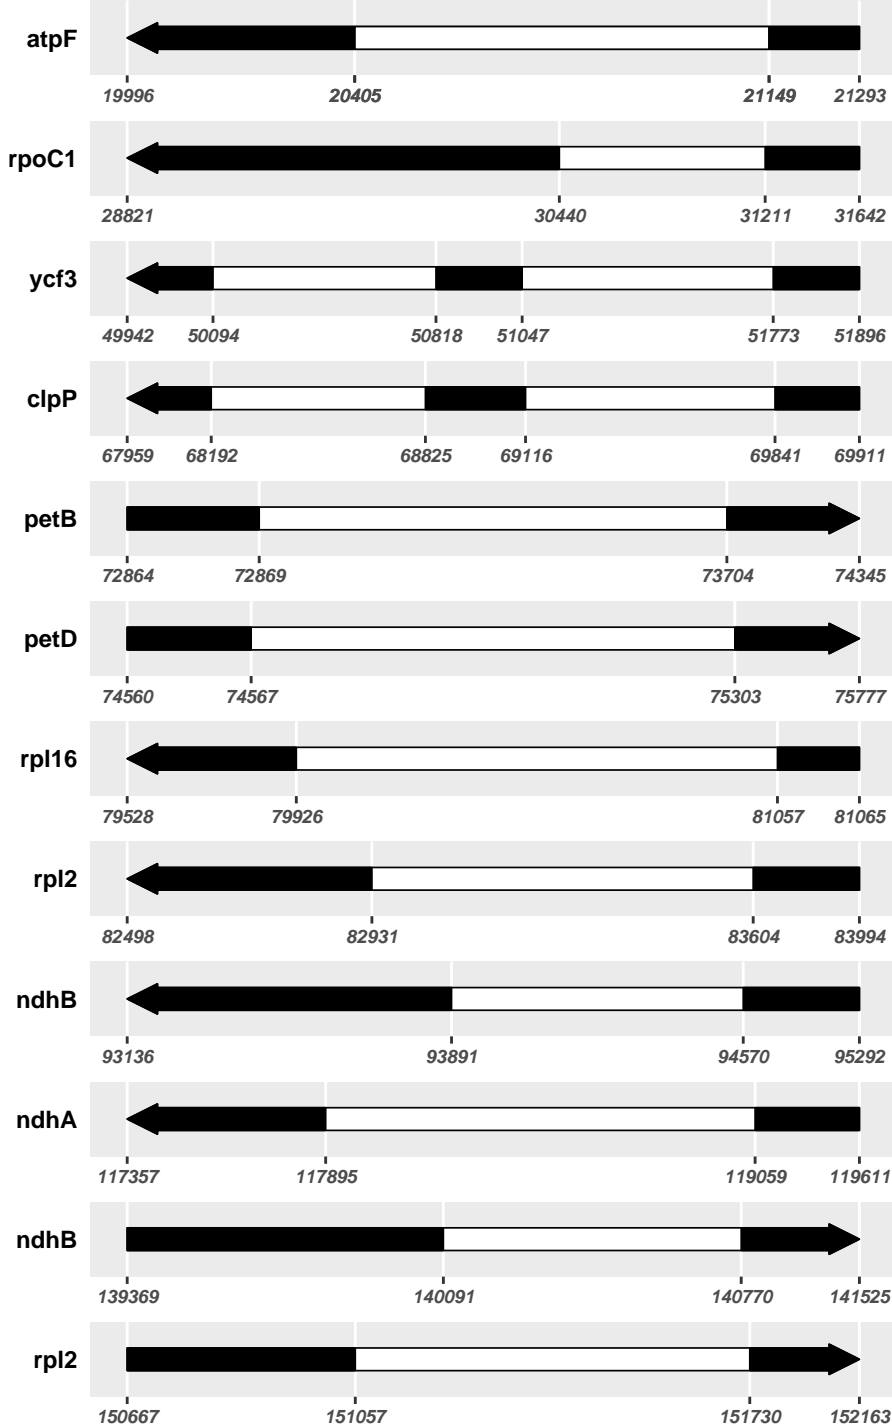 atpF
19996 20405 21149 21293
rpoC1
28821 30440 31211 31642
ycf3
49942 50094 50818 51047 51773 51896
clpP
67959 68192 68825 69116 69841 69911
petB
72864 72869 73704 74345
petD
74560 74567 75303 75777
rpl16
79528 79926 81057 81065
rpl2
82498 82931 83604 83994
ndhB
93136 93891 94570 95292
ndhA
117357 117895 119059 119611
ndhB
139369 140091 140770 141525
rpl2
150667 151057 151730 152163